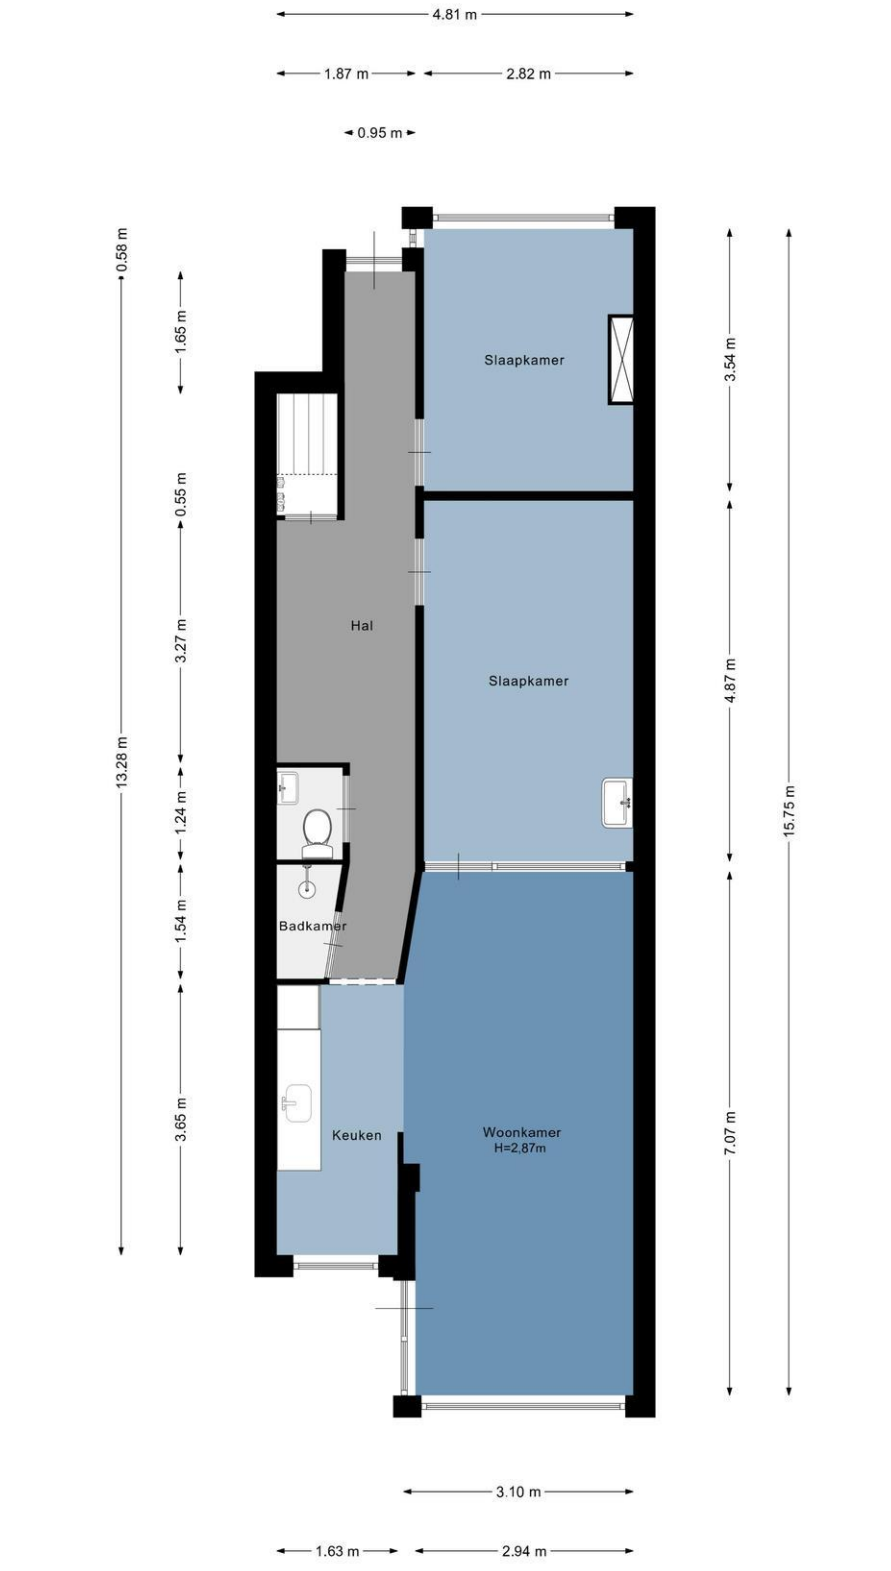 4.81 m
1.87 m
2.82 m
0.95 m
0.58 m
1.65 m
3.54 m
Slaapkamer
0.55 m
Hal
3.27 m
Slaapkamer
4.87 m
13.28 m
15.75 m
1.24 m
1.54 m
Badkamer
3.65 m
Keuken
Woonkamer
H=2,87m
7.07 m
3.10 m
1.63 m
2.94 m